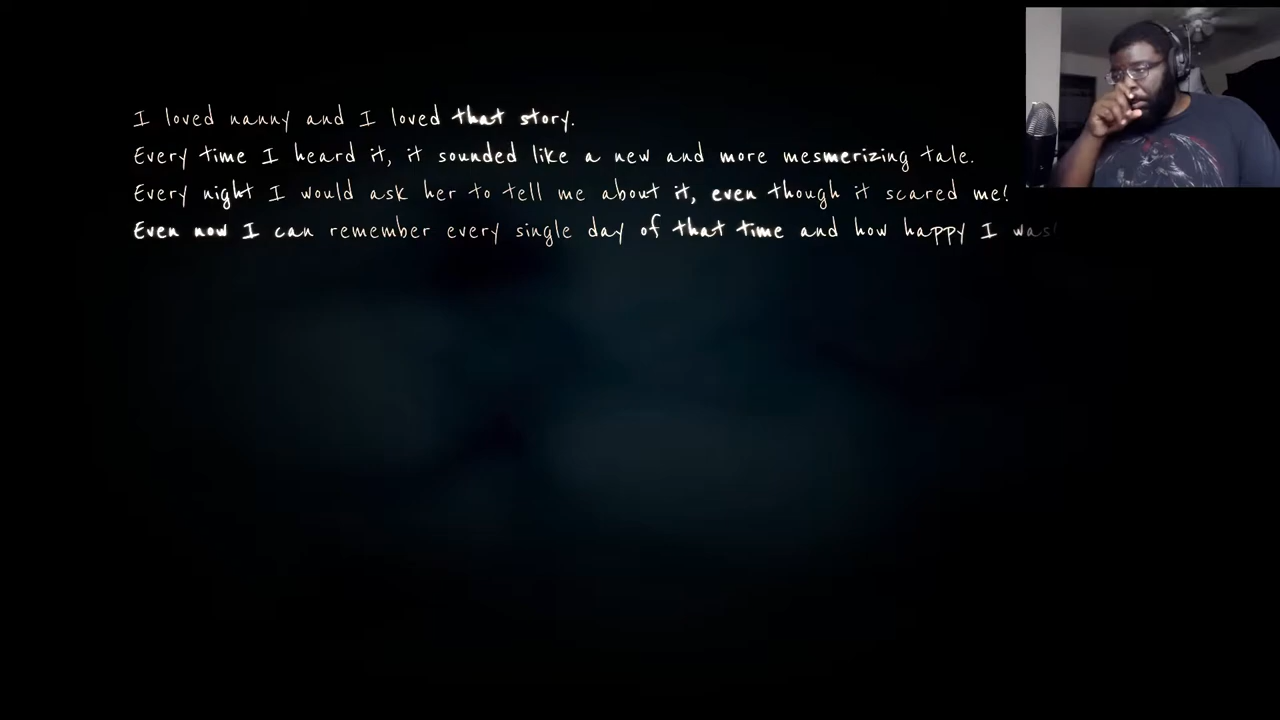 I loved nanny and I loved that story.
Every time I heard it, it sounded like a new and more mesmerizing tale.
Every night I would ask her to tell me about it, even though it scared me!
Even now I can remember every single day of that time and how happy I was!